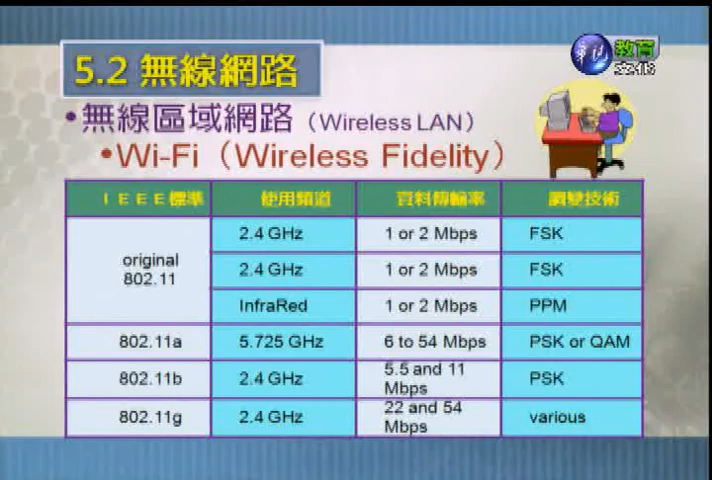 5.2 無線網路
華視
教育
文化
•無線區域網路（Wireless LAN）
•Wi-Fi（Wireless Fidelity）
ＩＥＥＥ標準 使用頻道 資料傳輸率 調變技術
original 802.11 2.4 GHz 1 or 2 Mbps FSK
2.4 GHz 1 or 2 Mbps FSK
InfraRed 1 or 2 Mbps PPM
802.11a 5.725 GHz 6 to 54 Mbps PSK or QAM
802.11b 2.4 GHz 5.5 and 11 Mbps PSK
802.11g 2.4 GHz 22 and 54 Mbps various